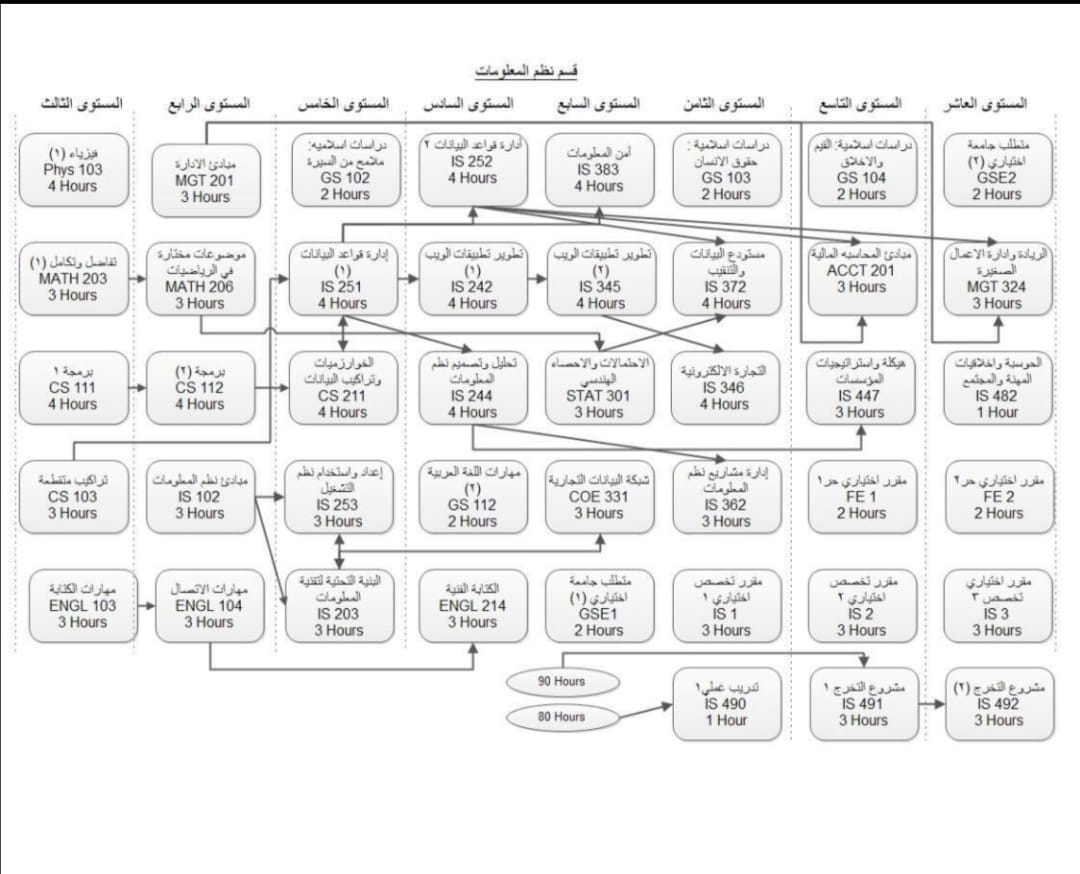 قسم نظم المعلومات
المستوى الثالث
المستوى الرابع
المستوى الخامس
المستوى السادس
المستوى السابع
المستوى الثامن
المستوى التاسع
المستوى العاشر
فيزياء (١)
Phys 103
4 Hours
مبادئ الادارة
MGT 201
3 Hours
دراسات اسلاميه:
ملامح من السيرة
GS 102
2 Hours
أدارة قواعد البيانات ٢
IS 252
4 Hours
أمن المعلومات
IS 383
4 Hours
دراسات اسلامية :
حقوق الانسان
GS 103
2 Hours
دراسات اسلامية: القيم
والاخلاق
GS 104
2 Hours
متطلب جامعة
اختياري (٢)
GSE2
2 Hours
تفاضل وتكامل (١)
MATH 203
3 Hours
موضوعات مختارة
في الرياضيات
MATH 206
3 Hours
إدارة قواعد البيانات
(١)
IS 251
4 Hours
تطوير تطبيقات الويب
(١)
IS 242
4 Hours
تطوير تطبيقات الويب
(٢)
IS 345
4 Hours
مستودع البيانات
والتنقيب
IS 372
4 Hours
مبادئ المحاسبه المالية
ACCT 201
3 Hours
الريادة وادارة الاعمال
الصغيرة
MGT 324
3 Hours
برمجة ١
CS 111
4 Hours
برمجة (٢)
CS 112
4 Hours
الخوارزميات
وتراكيب البيانات
CS 211
4 Hours
تحليل وتصميم نظم
المعلومات
IS 244
4 Hours
الاحتمالات والاحصاء
الهندسي
STAT 301
3 Hours
التجارة الالكترونية
IS 346
4 Hours
هيكلة واستراتيجيات
المؤسسات
IS 447
3 Hours
الحوسبة واخلاقيات
المهنة والمجتمع
IS 482
1 Hour
تراكيب متقطعة
CS 103
3 Hours
مبادئ نظم المعلومات
IS 102
3 Hours
إعداد واستخدام نظم
التشغيل
IS 253
3 Hours
مهارات اللغة العربية
(٢)
GS 112
2 Hours
شبكة البيانات التجارية
COE 331
3 Hours
إدارة مشاريع نظم
المعلومات
IS 362
3 Hours
مقرر اختياري حر١
FE 1
2 Hours
مقرر اختياري حر٢
FE 2
2 Hours
مهارات الكتابة
ENGL 103
3 Hours
مهارات الاتصال
ENGL 104
3 Hours
البنية التحتية لتقنية
المعلومات
IS 203
3 Hours
الكتابة الفنية
ENGL 214
3 Hours
متطلب جامعة
اختياري (١)
GSE1
2 Hours
مقرر تخصص
اختياري ١
IS 1
3 Hours
مقرر تخصص
اختياري ٢
IS 2
3 Hours
مقرر اختياري
تخصص ٣
IS 3
3 Hours
90 Hours
80 Hours
تدريب عملي١
IS 490
1 Hour
مشروع التخرج ١
IS 491
3 Hours
مشروع التخرج (٢)
IS 492
3 Hours